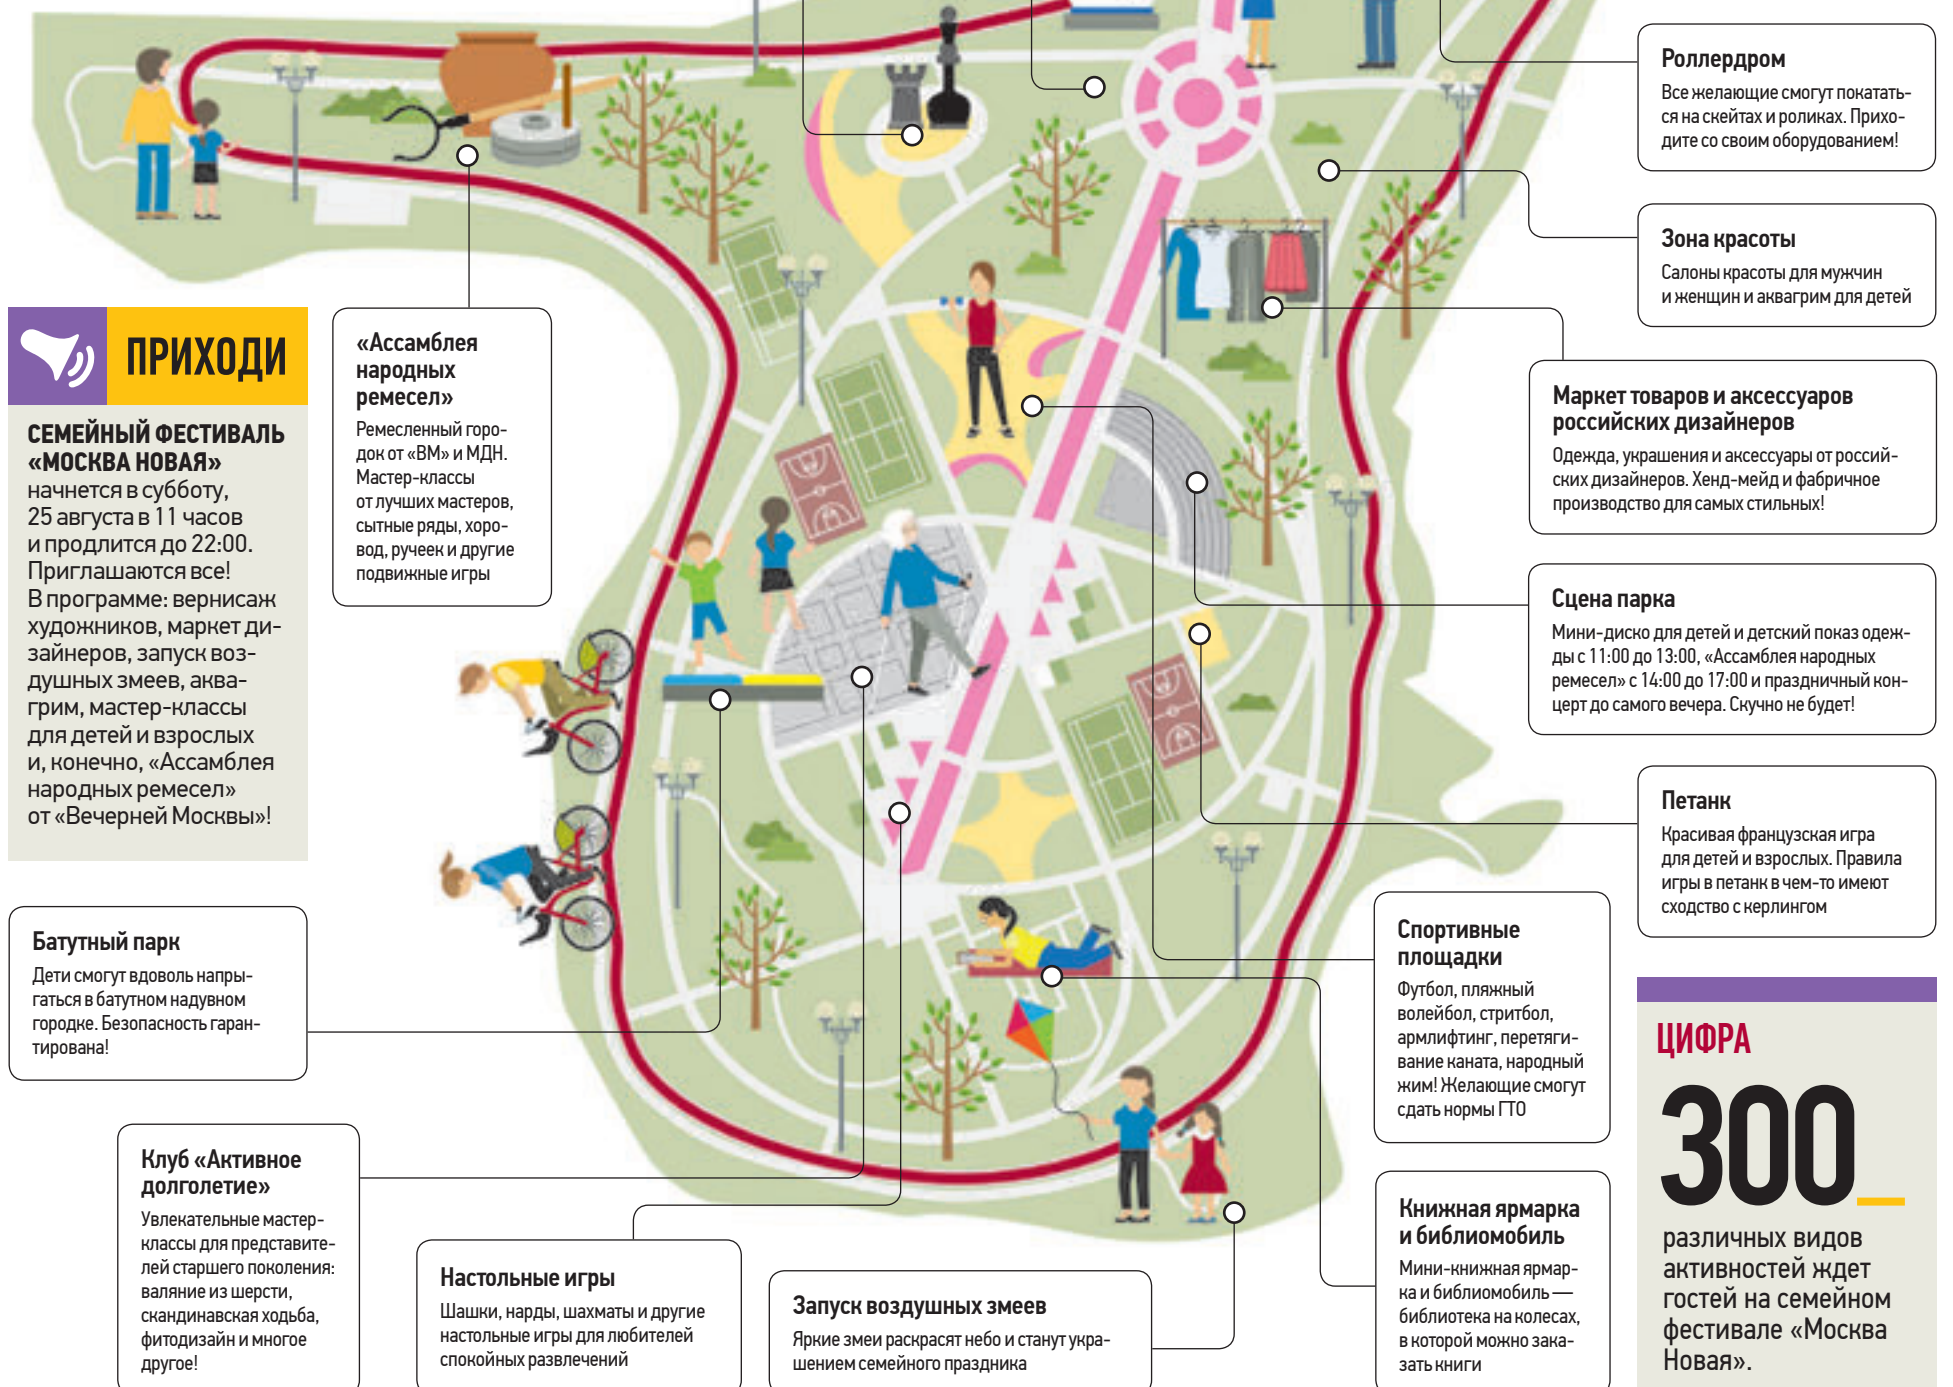 Роллердром
Все желающие смогут покатать-
ся на скейтах и роликах. Прихо-
дите со своим оборудованием!
Зона красоты
Салоны красоты для мужчин
и женщин и аквагрим для детей
ПРИХОДИ
СЕМЕЙНЫЙ ФЕСТИВАЛЬ
«МОСКВА НОВАЯ»
начнется в субботу,
25 августа в 11 часов
и продлится до 22:00.
Приглашаются все!
В программе: вернисаж
художников, маркет ди-
зайнеров, запуск воз-
душных змеев, аква-
грим, мастер-классы
для детей и взрослых
и, конечно, «Ассамблея
народных ремесел»
от «Вечерней Москвы»!
«Ассамблея
народных
ремесел»
Ремесленный горо-
док от «ВМ» и МДН.
Мастер-классы
от лучших мастеров,
сытные ряды, хоро-
вод, ручеек и другие
подвижные игры
Маркет товаров и аксессуаров
российских дизайнеров
Одежда, украшения и аксессуары от россий-
ских дизайнеров. Хенд-мейд и фабричное
производство для самых стильных!
Сцена парка
Мини-диско для детей и детский показ одеж-
ды с 11:00 до 13:00, «Ассамблея народных
ремесел» с 14:00 до 17:00 и праздничный кон-
церт до самого вечера. Скучно не будет!
Петанк
Красивая французская игра
для детей и взрослых. Правила
игры в петанк в чем-то имеют
сходство с керлингом
Батутный парк
Дети смогут вдоволь напры-
гаться в батутном надувном
городке. Безопасность гаран-
тирована!
Спортивные
площадки
Футбол, пляжный
волейбол, стритбол,
армлифтинг, перетяги-
вание каната, народный
жим! Желающие смогут
сдать нормы ГТО
Клуб «Активное
долголетие»
Увлекательные мастер-
классы для представите-
лей старшего поколения:
валяние из шерсти,
скандинавская ходьба,
фитодизайн и многое
другое!
Настольные игры
Шашки, нарды, шахматы и другие
настольные игры для любителей
спокойных развлечений
Запуск воздушных змеев
Яркие змеи раскрасят небо и станут укра-
шением семейного праздника
Книжная ярмарка
и библиомобиль
Мини-книжная ярмар-
ка и библиомобиль —
библиотека на колесах,
в которой можно зака-
зать книги
ЦИФРА
300_
различных видов
активностей ждет
гостей на семейном
фестивале «Москва
Новая».